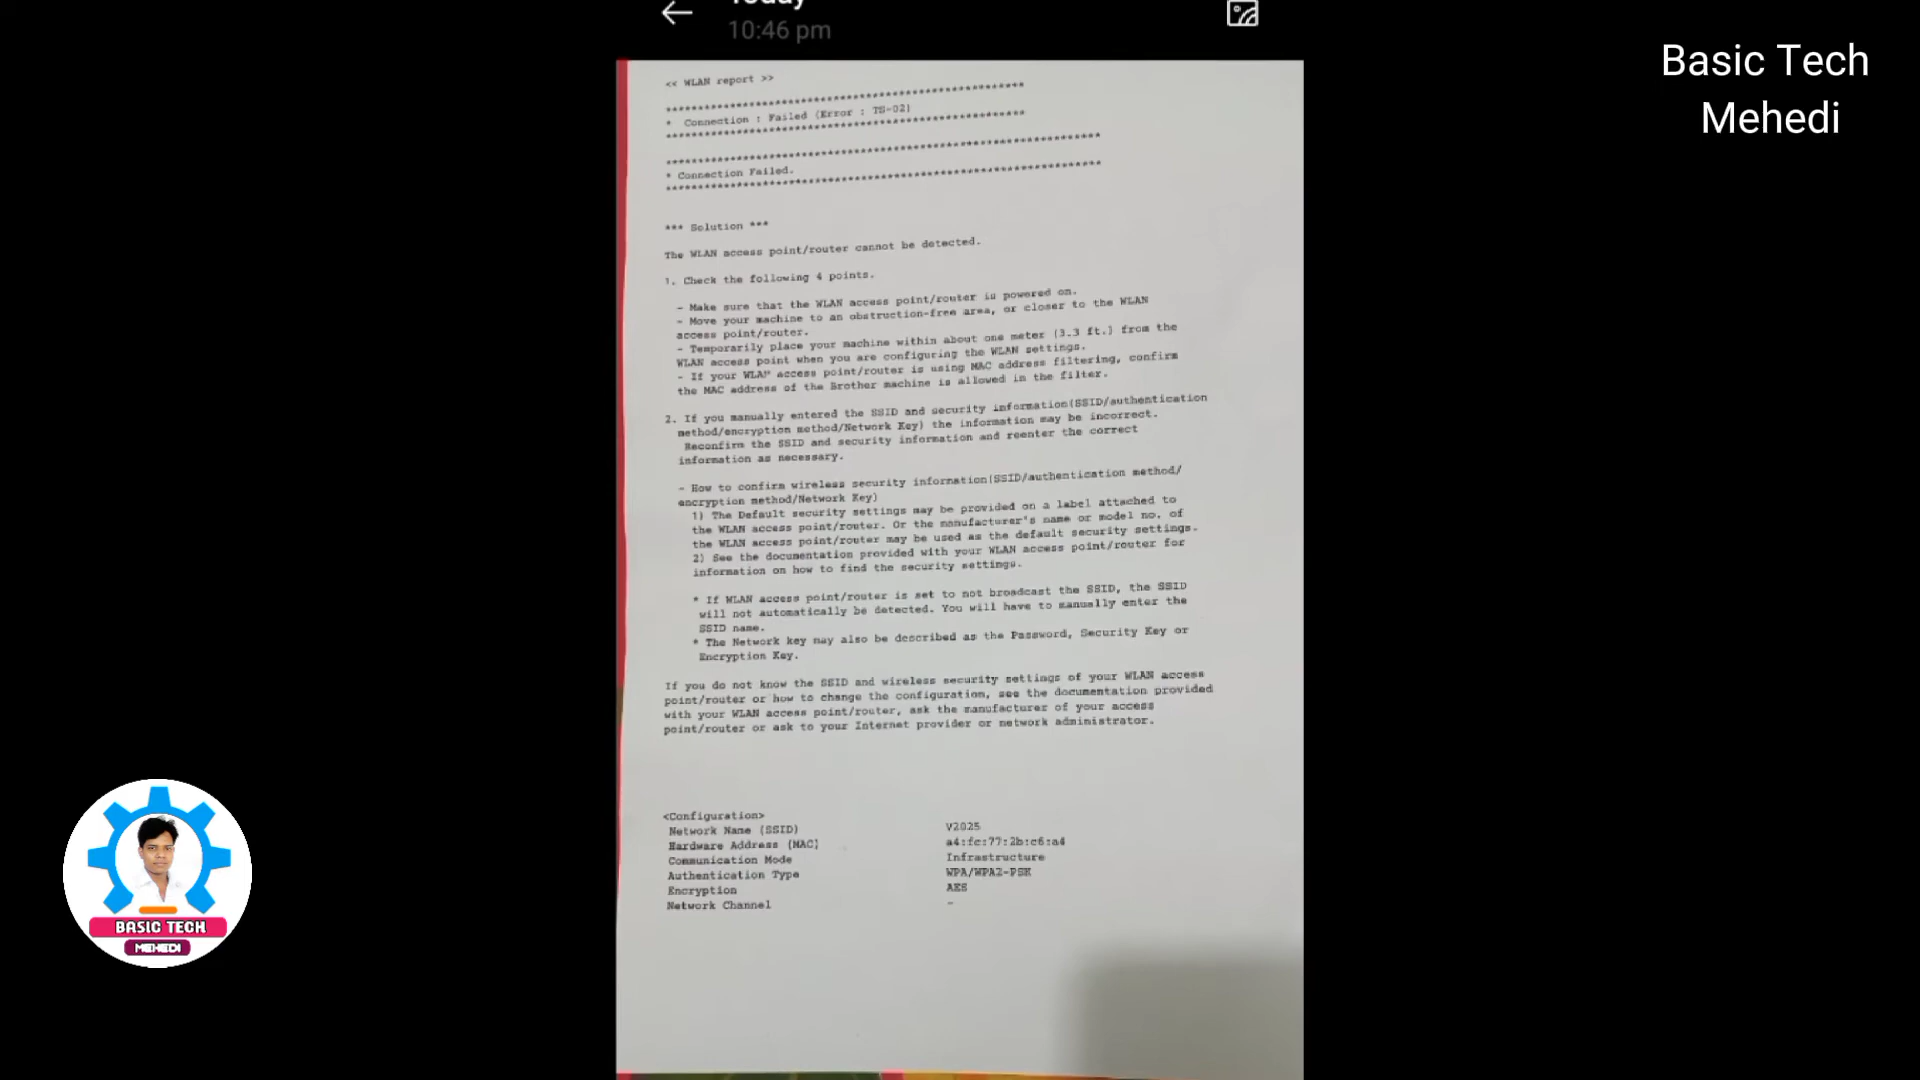 Today
10:46 pm
Basic Tech
Mehedi
<< WLAN report >>
*********************************************************
* Connection : Failed (Error : TS-02)
*********************************************************
*********************************************************************
* Connection Failed.
*********************************************************************
*** Solution ***
The WLAN access point/router cannot be detected.
1. Check the following 4 points.
- Make sure that the WLAN access point/router is powered on.
- Move your machine to an obstruction-free area, or closer to the WLAN
access point/router.
- Temporarily place your machine within about one meter (3.3 ft.) from the
WLAN access point when you are configuring the WLAN settings.
- If your WLAN access point/router is using MAC address filtering, confirm
the MAC address of the Brother machine is allowed in the filter.
2. If you manually entered the SSID and security information(SSID/authentication
method/encryption method/Network Key) the information may be incorrect.
Reconfirm the SSID and security information and reenter the correct
information as necessary.
- How to confirm wireless security information(SSID/authentication method/
encryption method/Network Key)
1) The Default security settings may be provided on a label attached to
the WLAN access point/router. Or the manufacturer's name or model no. of
the WLAN access point/router may be used as the default security settings.
2) See the documentation provided with your WLAN access point/router for
information on how to find the security settings.
* If WLAN access point/router is set to not broadcast the SSID, the SSID
will not automatically be detected. You will have to manually enter the
SSID name.
* The Network key may also be described as the Password, Security Key or
Encryption Key.
If you do not know the SSID and wireless security settings of your WLAN access
point/router or how to change the configuration, see the documentation provided
with your WLAN access point/router, ask the manufacturer of your access
point/router or ask to your Internet provider or network administrator.
<Configuration>
Network Name (SSID) V2025
Hardware Address (MAC) a4:fc:77:2b:c6:a4
Communication Mode Infrastructure
Authentication Type WPA/WPA2-PSK
Encryption AES
Network Channel -
BASIC TECH
MEHEDI